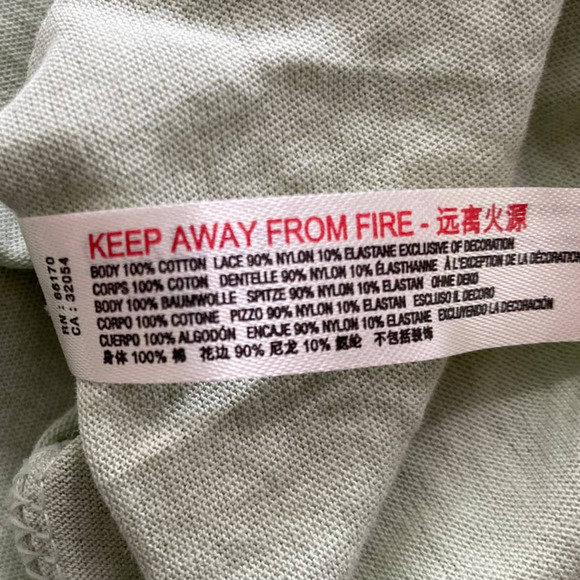 KEEP AWAY FROM FIRE - 远离火源
BODY 100% COTTON LACE 90% NYLON 10% ELASTANE EXCLUSIVE OF DECORATION
CORPS 100% COTON DENTELLE 90% NYLON 10% ÉLASTHANNE À L'EXCEPTION DE LA DÉCORATION
BODY 100% BAUMWOLLE SPITZE 90% NYLON 10% ELASTAN OHNE DEKO
CORPO 100% COTONE PIZZO 90% NYLON 10% ELASTAN ESCLUSO IL DECORO
CUERPO 100% ALGODÓN ENCAJE 90% NYLON 10% ELASTANE EXCLUYENDO LA DECORACIÓN
身体 100% 棉 花边 90% 尼龙 10% 氨纶 不包括装饰
RN : 66170
CA : 32054